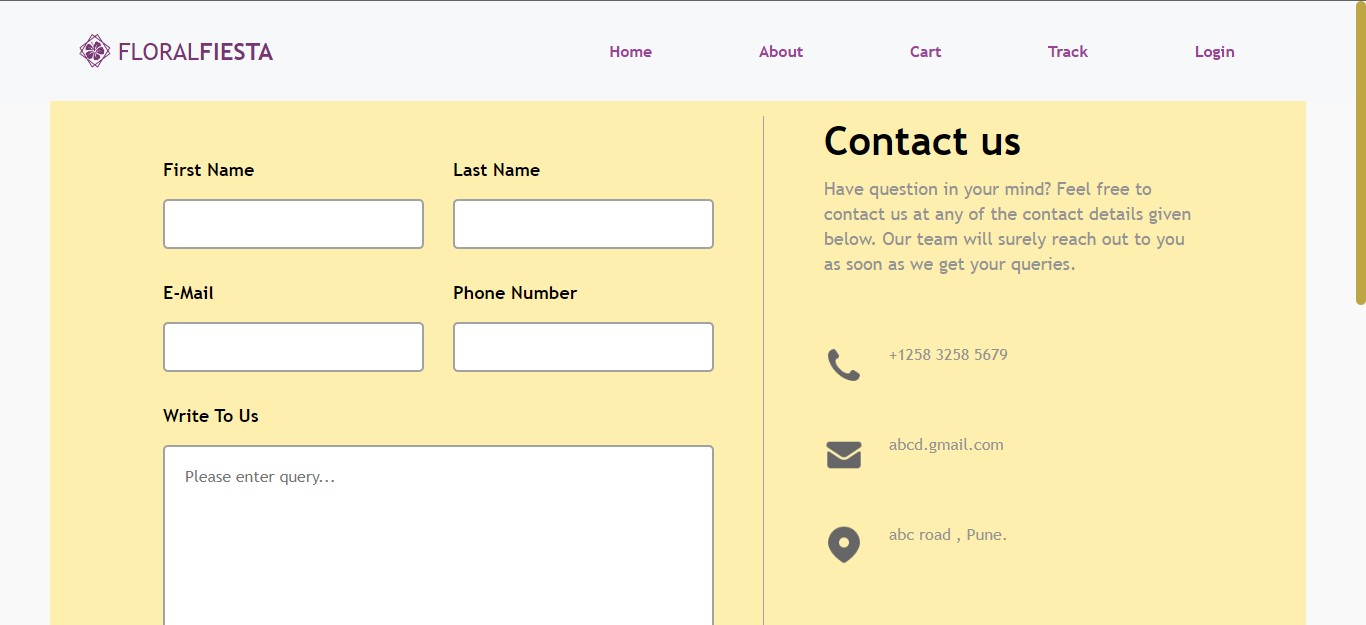 FLORALFIESTA
Home
About
Cart
Track
Login
First Name
Last Name
E-Mail
Phone Number
Write To Us
Please enter query...
Contact us
Have question in your mind? Feel free to
contact us at any of the contact details given
below. Our team will surely reach out to you
as soon as we get your queries.
+1258 3258 5679
abcd.gmail.com
abc road , Pune.